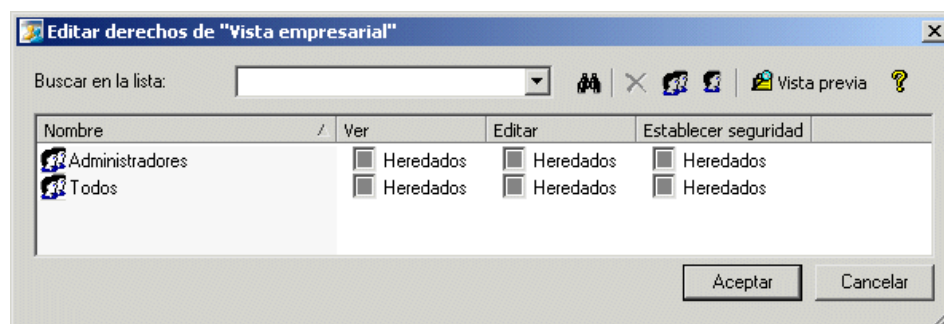 Editar derechos de "Vista empresarial"
Buscar en la lista:
Vista previa
Nombre Ver Editar Establecer seguridad
Administradores Heredados Heredados Heredados
Todos Heredados Heredados Heredados
Aceptar Cancelar